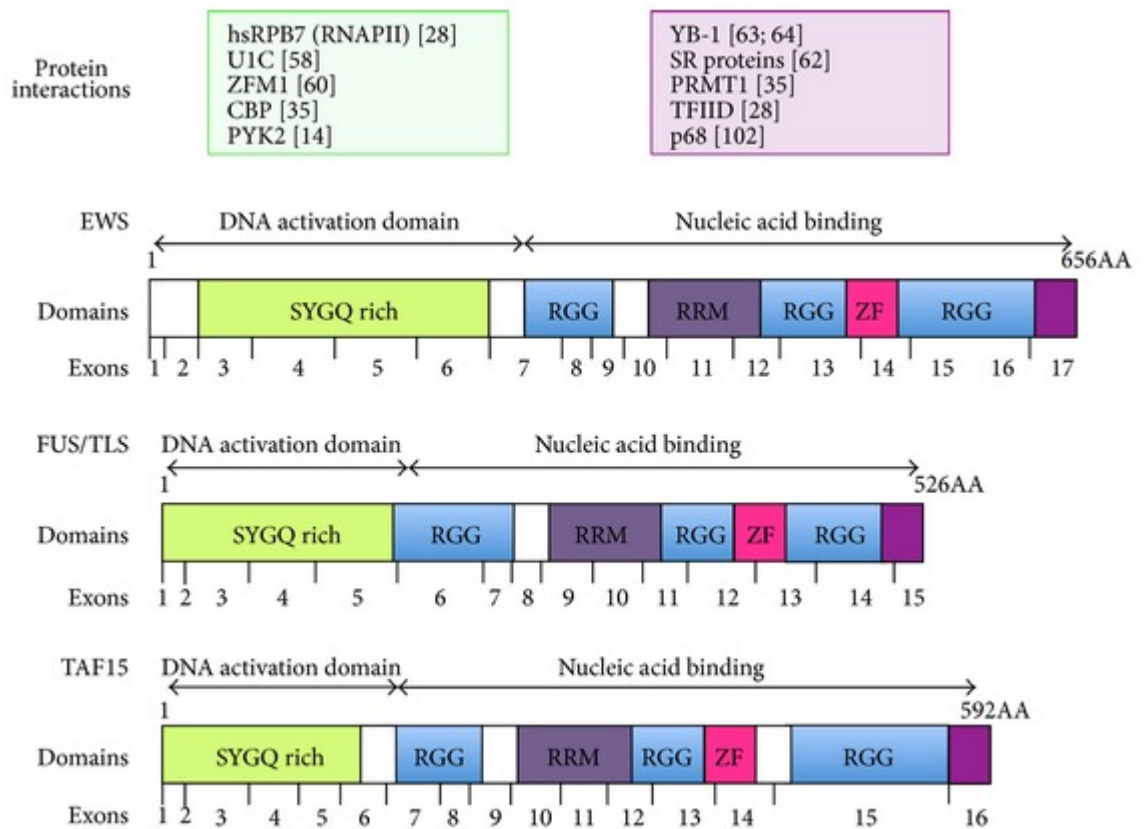 Protein
interactions
hsRPB7 (RNAPII) [28]
U1C [58]
ZFM1 [60]
CBP [35]
PYK2 [14]
YB-1 [63; 64]
SR proteins [62]
PRMT1 [35]
TFIID [28]
p68 [102]
EWS DNA activation domain Nucleic acid binding
1 656AA
Domains SYGQ rich RGG RRM RGG ZF RGG
Exons 1 2 3 4 5 6 7 8 9 10 11 12 13 14 15 16 17
FUS/TLS DNA activation domain Nucleic acid binding
1 526AA
Domains SYGQ rich RGG RRM RGG ZF RGG
Exons 1 2 3 4 5 6 7 8 9 10 11 12 13 14 15
TAF15 DNA activation domain Nucleic acid binding
1 592AA
Domains SYGQ rich RGG RRM RGG ZF RGG
Exons 1 2 3 4 5 6 7 8 9 10 11 12 13 14 15 16